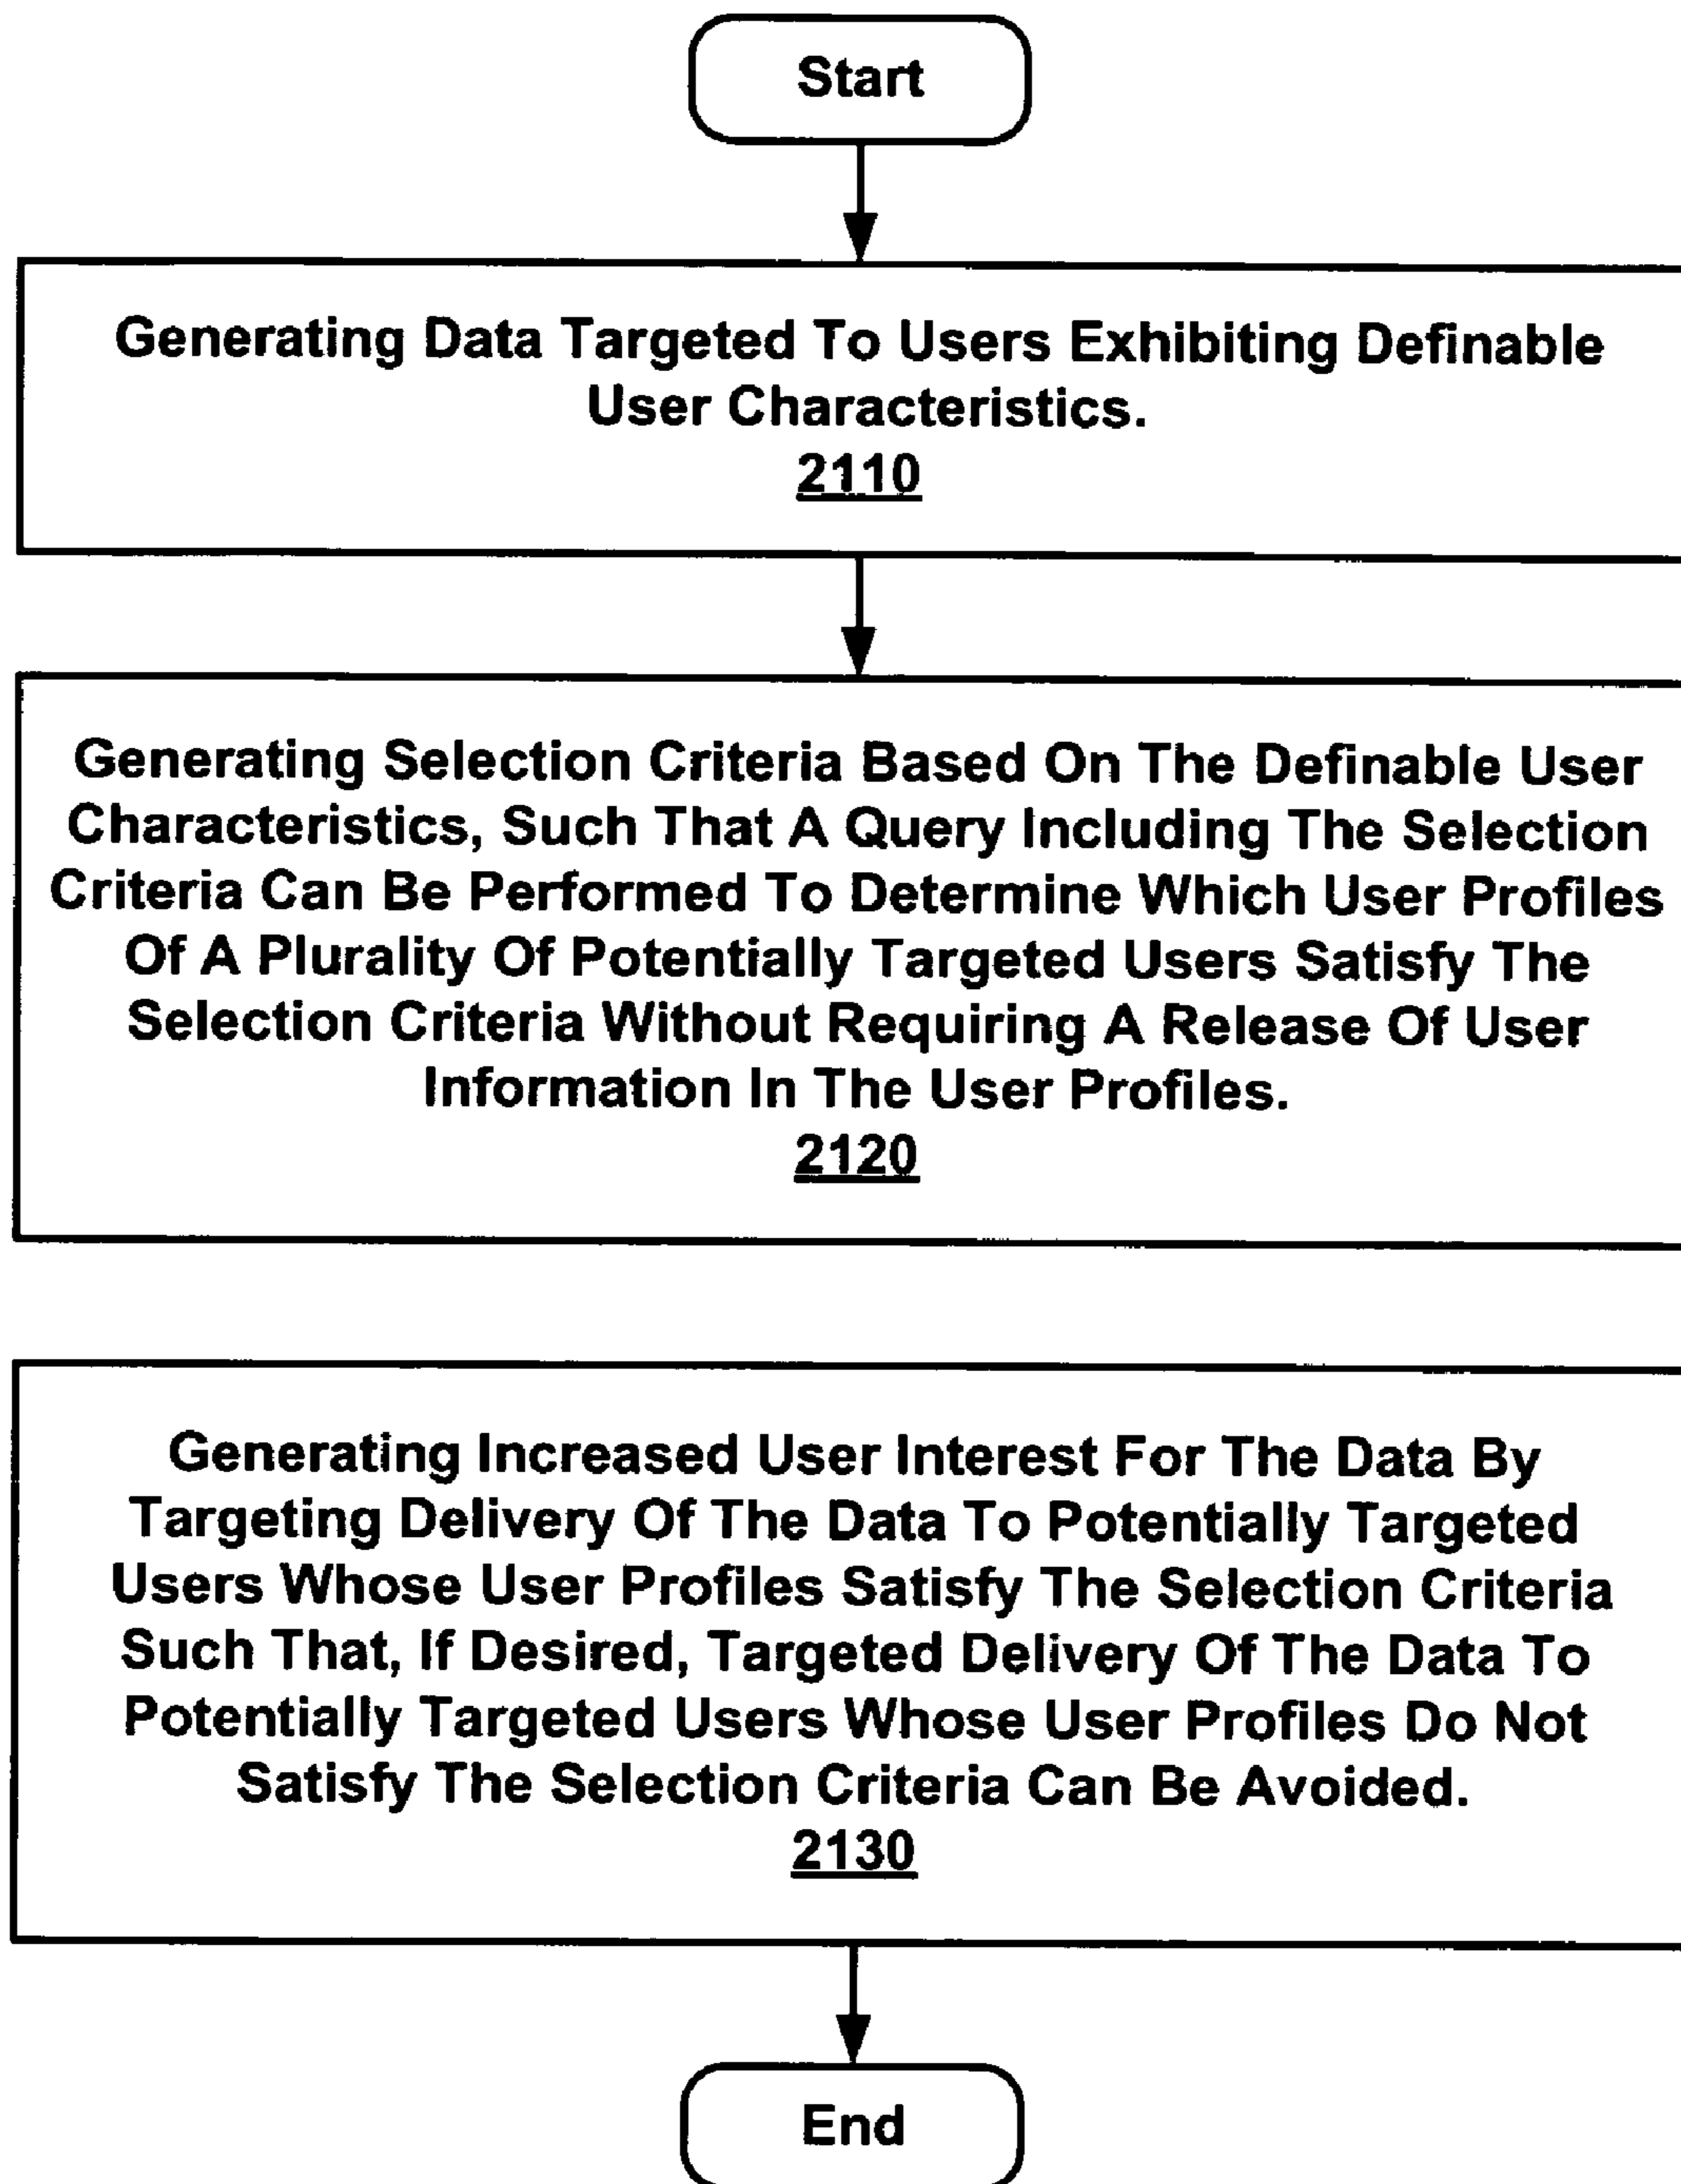 Start
Generating Data Targeted To Users Exhibiting Definable
User Characteristics.
2110
Generating Selection Criteria Based On The Definable User
Characteristics, Such That A Query Including The Selection
Criteria Can Be Performed To Determine Which User Profiles
Of A Plurality Of Potentially Targeted Users Satisfy The
Selection Criteria Without Requiring A Release Of User
Information In The User Profiles.
2120
Generating Increased User Interest For The Data By
Targeting Delivery Of The Data To Potentially Targeted
Users Whose User Profiles Satisfy The Selection Criteria
Such That, If Desired, Targeted Delivery Of The Data To
Potentially Targeted Users Whose User Profiles Do Not
Satisfy The Selection Criteria Can Be Avoided.
2130
End